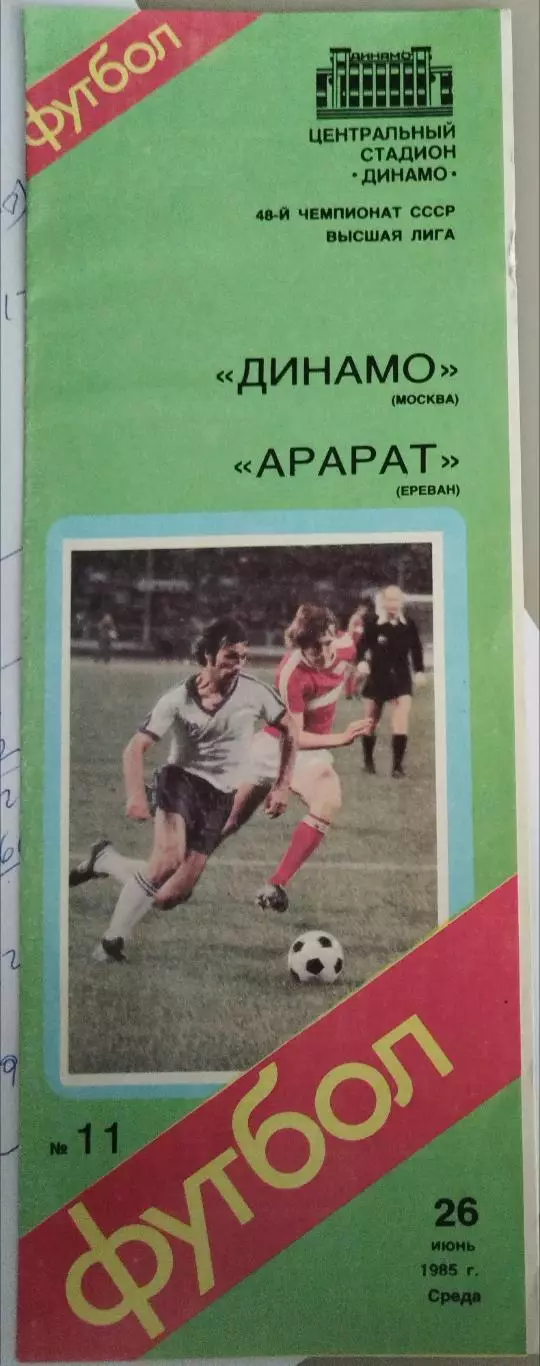 футбол
ДИНАМО
ЦЕНТРАЛЬНЫЙ
СТАДИОН
•ДИНАМО•
48-Й ЧЕМПИОНАТ СССР
ВЫСШАЯ ЛИГА
«ДИНАМО»
(МОСКВА)
«АРАРАТ»
(ЕРЕВАН)
№ 11
футбол
26
июнь
1985 г.
Среда